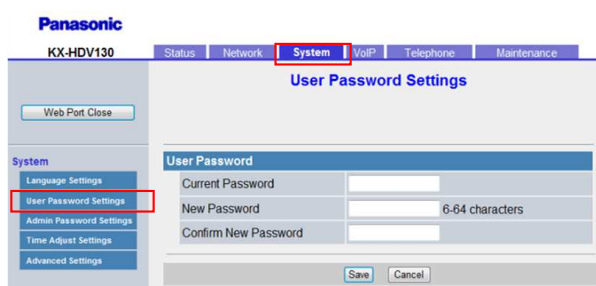 Panasonic
KX-HDV130
Status Network System VoIP Telephone Maintenance
User Password Settings
Web Port Close
System
Language Settings
User Password Settings
Admin Password Settings
Time Adjust Settings
Advanced Settings
User Password
Current Password
New Password 6-64 characters
Confirm New Password
Save Cancel